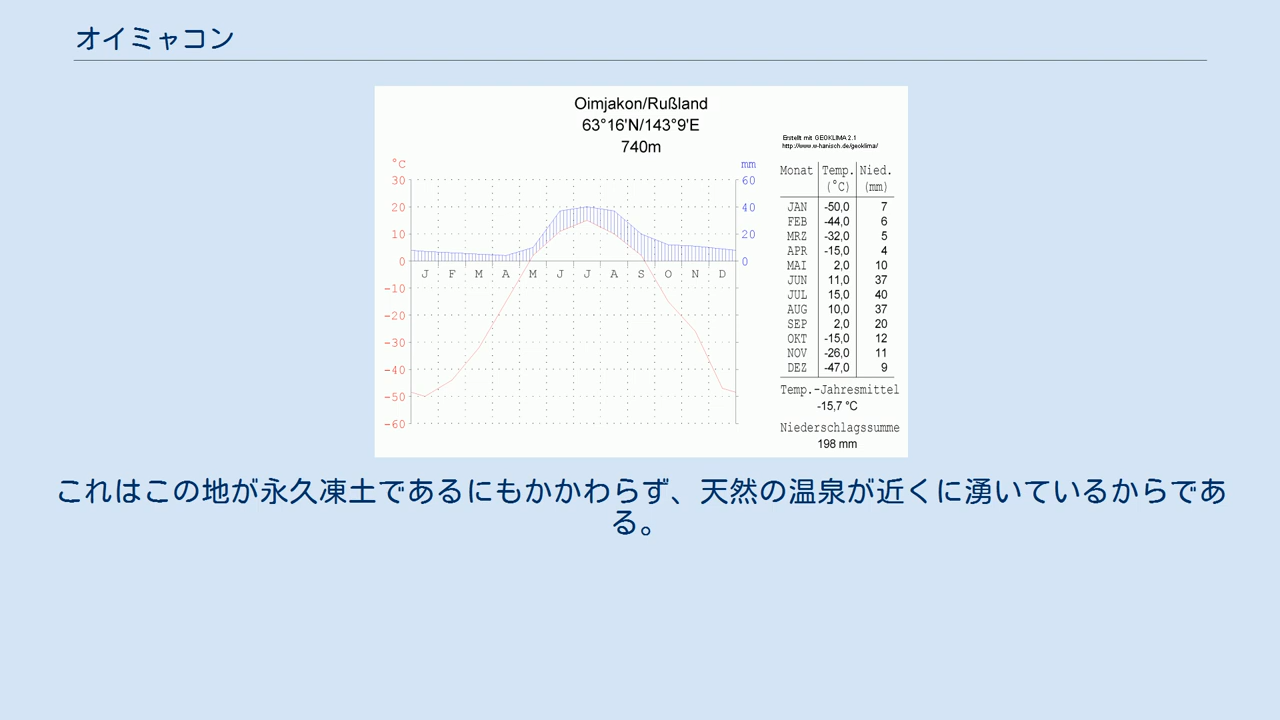 オイミャコン
Oimjakon/Rußland
63°16'N/143°9'E
740m
Erstellt mit GEOKLIMA 2.1
http://www.w-hanisch.de/geoklima/
°C
mm
30
20
10
0
-10
-20
-30
-40
-50
-60
60
40
20
0
J F M A M J J A S O N D
Monat Temp. Nied.
(°C) (mm)
JAN -50,0 7
FEB -44,0 6
MRZ -32,0 5
APR -15,0 4
MAI 2,0 10
JUN 11,0 37
JUL 15,0 40
AUG 10,0 37
SEP 2,0 20
OKT -15,0 12
NOV -26,0 11
DEZ -47,0 9
Temp.-Jahresmittel
-15,7 °C
Niederschlagssumme
198 mm
これはこの地が永久凍土であるにもかかわらず、天然の温泉が近くに湧いているからであ
る。